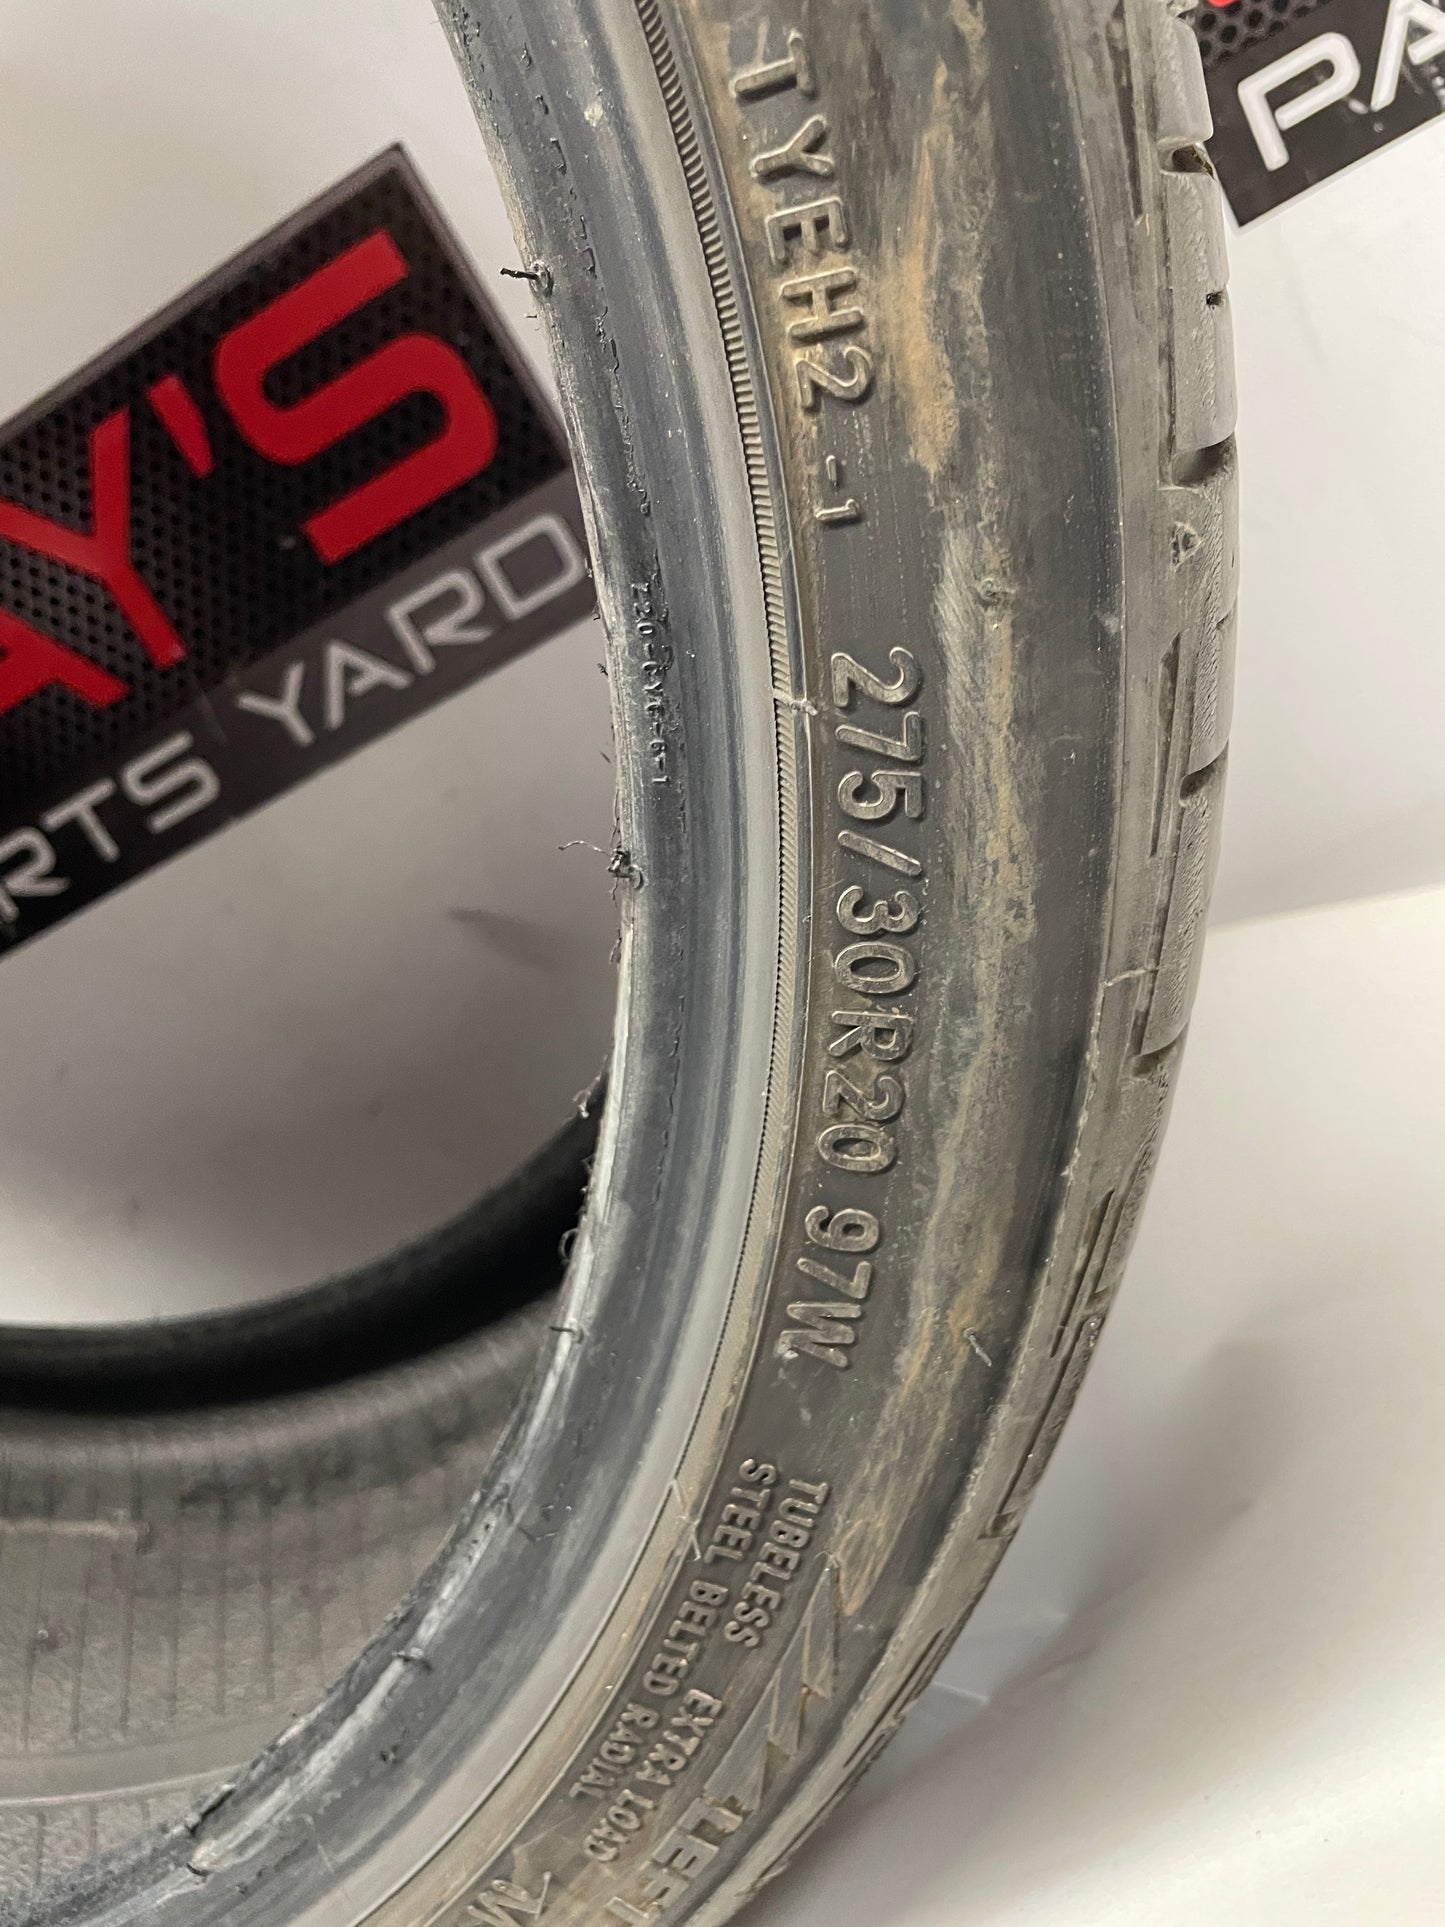 AY'S
RTS YARD
PA
TYEH2 -1
A
275/30R20 97W
TUBELESS EXTRA LOAD
STEEL BELTED RADIAL